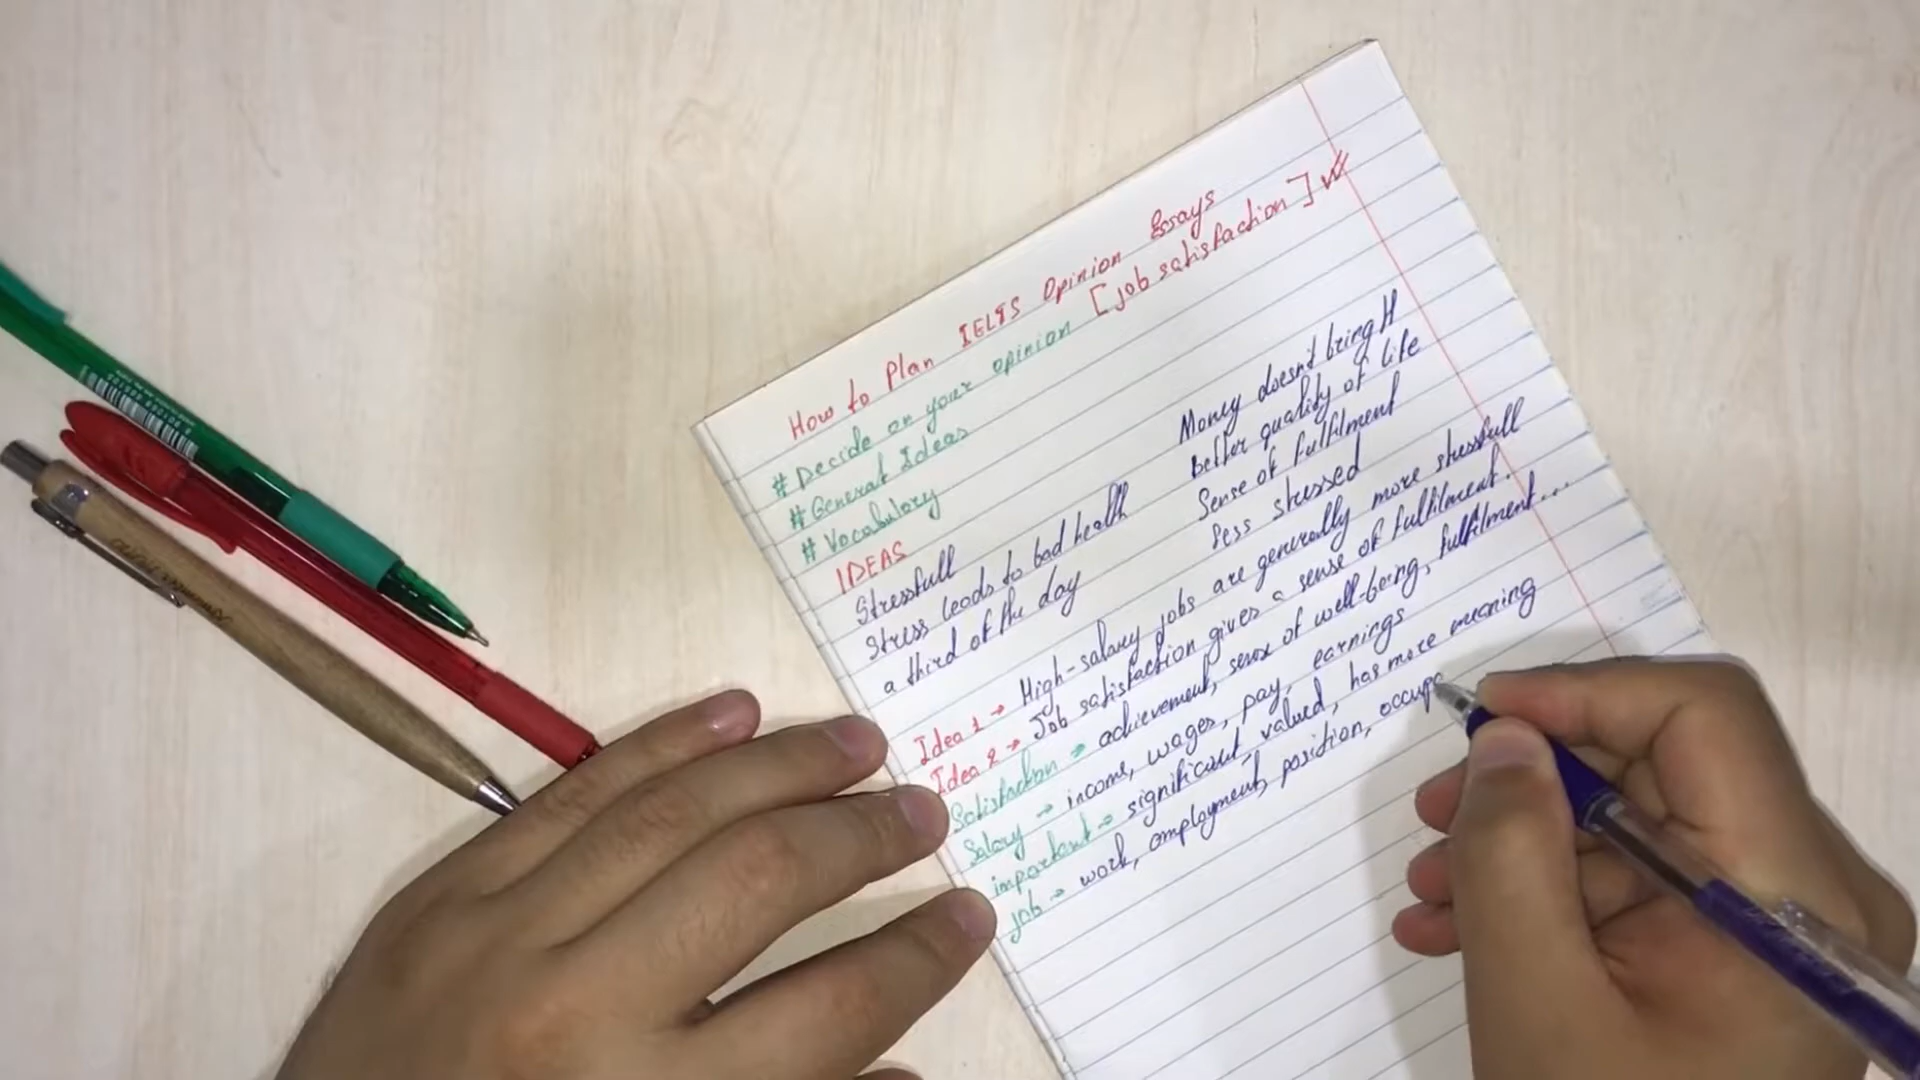 How to Plan IELTS Opinion Essays
# Decide on your opinion [job satisfaction]
# Generat Ideas
# Vocabulary
IDEAS
Stressfull
Stress leads to bad health
a third of the day
Money doesn't bring H
better quality of life
Sense of fulfilment
less stressed
Idea 1 → High-salary jobs are generally more stressfull
Idea 2 → Job satisfaction gives a sense of fulfilment.
Satisfaction → achievement, sense of well-being, fulfilment...
Salary → income, wages, pay, earnings
important → significant, valued, has more meaning
job → work, employment, position, occupa